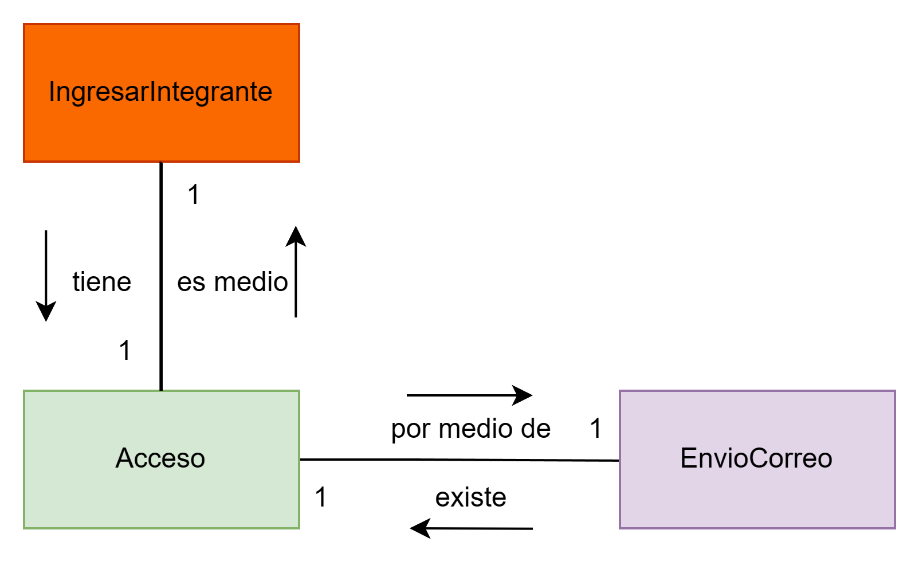 IngresarIntegrante
1
tiene
es medio
1
por medio de
1
Acceso
EnvioCorreo
1
existe